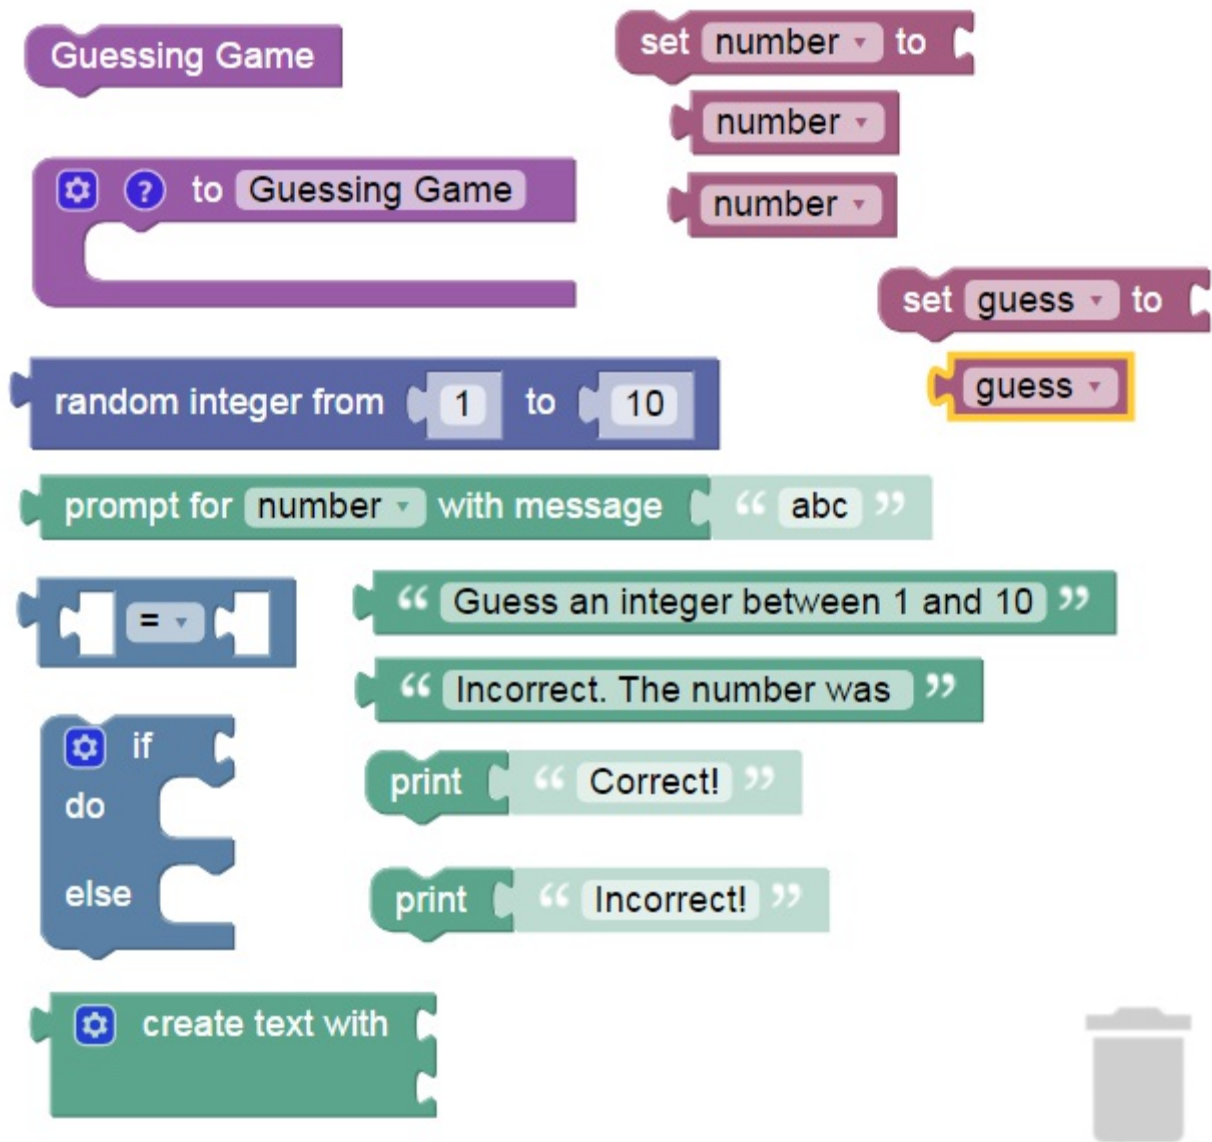 Guessing Game
set number to
number
number
? to Guessing Game
set guess to
guess
random integer from 1 to 10
prompt for number with message “ abc ”
= 
“ Guess an integer between 1 and 10 ”
“ Incorrect. The number was ”
if
do
else
print “ Correct! ”
print “ Incorrect! ”
create text with